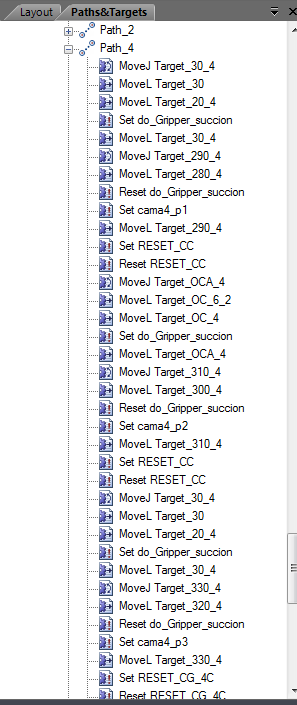 Layout Paths&Targets
Path_2
Path_4
MoveJ Target_30_4
MoveL Target_30
MoveL Target_20_4
Set do_Gripper_succion
MoveL Target_30_4
MoveJ Target_290_4
MoveL Target_280_4
Reset do_Gripper_succion
Set cama4_p1
MoveL Target_290_4
Set RESET_CC
Reset RESET_CC
MoveJ Target_OCA_4
MoveL Target_OC_6_2
MoveL Target_OC_4
Set do_Gripper_succion
MoveL Target_OCA_4
MoveJ Target_310_4
MoveL Target_300_4
Reset do_Gripper_succion
Set cama4_p2
MoveL Target_310_4
Set RESET_CC
Reset RESET_CC
MoveJ Target_30_4
MoveL Target_30
MoveL Target_20_4
Set do_Gripper_succion
MoveL Target_30_4
MoveJ Target_330_4
MoveL Target_320_4
Reset do_Gripper_succion
Set cama4_p3
MoveL Target_330_4
Set RESET_CG_4C
Reset RESET_CG_4C